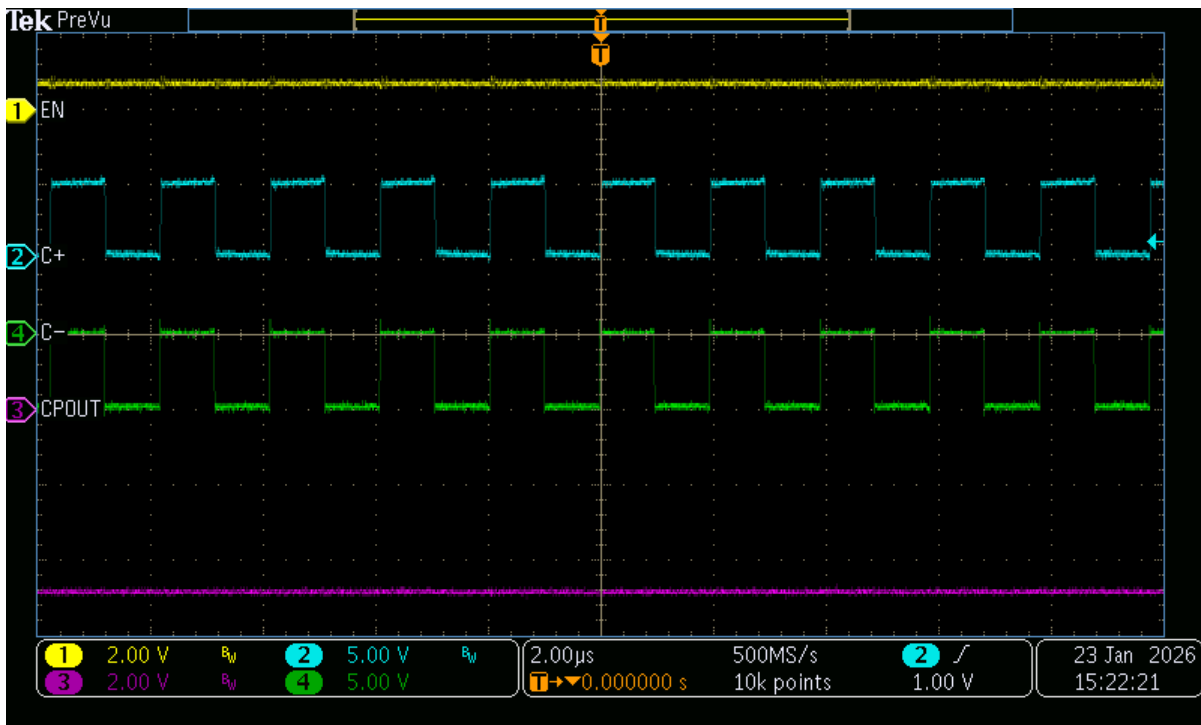 Tek PreVu
T
T
1 EN
2 C+
4 C-
3 CPOUT
1 2.00 V BW 2 5.00 V BW 2.00µs 500MS/s 2 23 Jan 2026
3 2.00 V BW 4 5.00 V T→▼0.000000 s 10k points 1.00 V 15:22:21